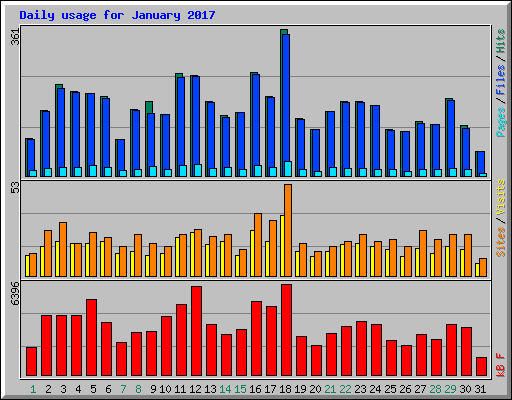 Daily usage for January 2017
361
Pages / Files / Hits
53
Sites / Visits
6396
kB F
1 2 3 4 5 6 7 8 9 10 11 12 13 14 15 16 17 18 19 20 21 22 23 24 25 26 27 28 29 30 31